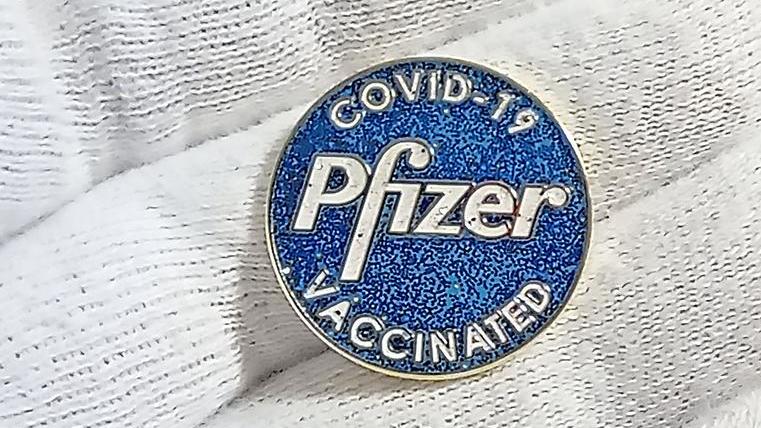 COVID-19
Pfizer
VACCINATED